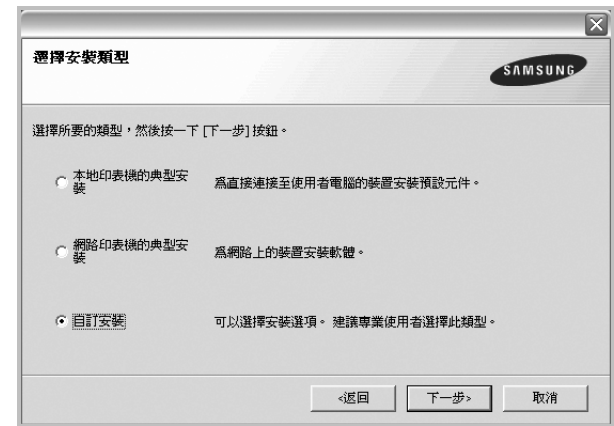 選擇安裝類型
SAMSUNG
選擇所要的類型，然後按一下 [下一步] 按鈕。
本地印表機的典型安
裝
為直接連接至使用者電腦的裝置安裝預設元件。
網路印表機的典型安
裝
為網路上的裝置安裝軟體。
自訂安裝
可以選擇安裝選項。 建議專業使用者選擇此類型。
<返回
下一步>
取消